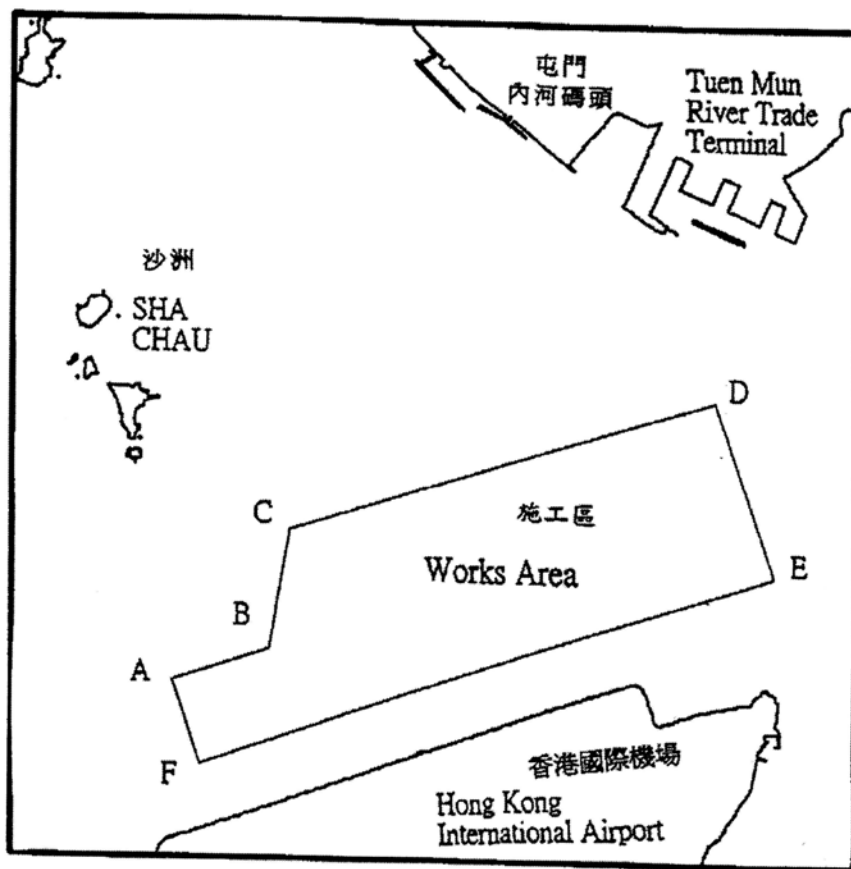 屯門
內河碼頭
Tuen Mun
River Trade
Terminal
沙洲
SHA
CHAU
D
C
施工區
Works Area
E
B
A
F
香港國際機場
Hong Kong
International Airport